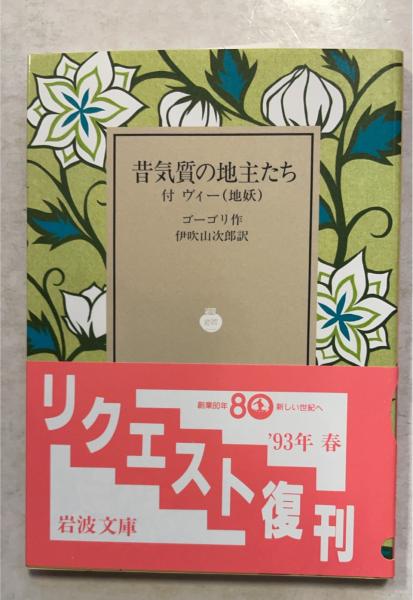 昔気質の地主たち
付 ヴィー(地妖)
ゴーゴリ作
伊吹山次郎訳
創業80年 80 新しい世紀へ
'93年 春
リクエスト復刊
岩波文庫